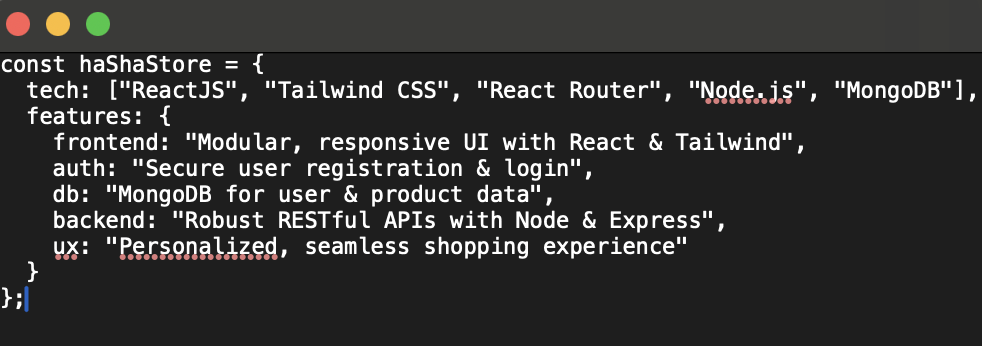 const haShaStore = {
  tech: ["ReactJS", "Tailwind CSS", "React Router", "Node.js", "MongoDB"],
  features: {
    frontend: "Modular, responsive UI with React & Tailwind",
    auth: "Secure user registration & login",
    db: "MongoDB for user & product data",
    backend: "Robust RESTful APIs with Node & Express",
    ux: "Personalized, seamless shopping experience"
  }
};